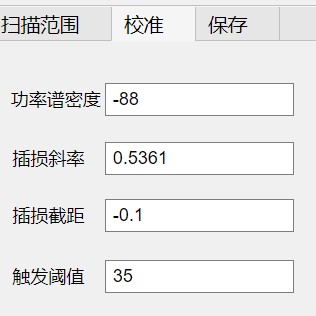 扫描范围 校准 保存
功率谱密度 -88
插损斜率 0.5361
插损截距 -0.1
触发阈值 35